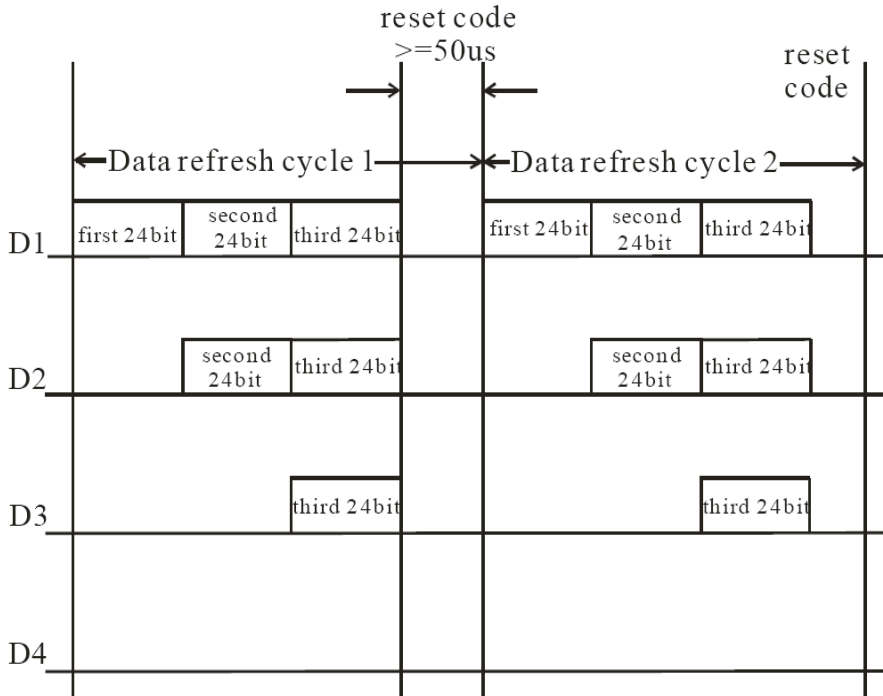 reset code
>=50us
reset
code
Data refresh cycle 1
Data refresh cycle 2
D1
first 24bit
second
24bit
third 24bit
first 24bit
second
24bit
third 24bit
D2
second
24bit
third 24bit
second
24bit
third 24bit
D3
third 24bit
third 24bit
D4